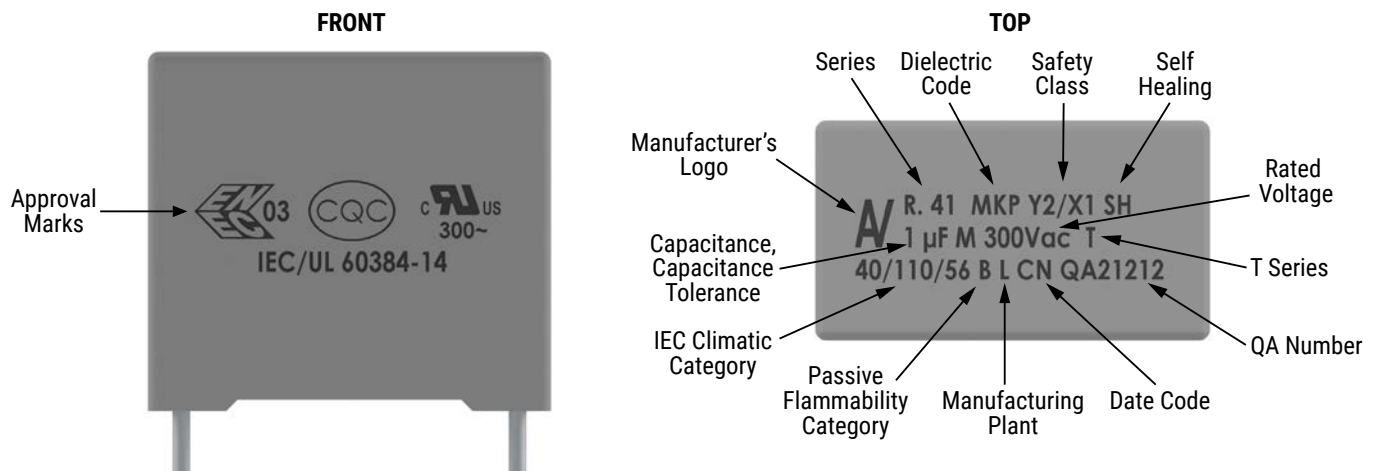 FRONT
Approval
Marks
ENEC 03
CQC
C RU US
300~
IEC/UL 60384-14
TOP
Series
Dielectric
Code
Safety
Class
Self
Healing
Manufacturer's
Logo
Rated
Voltage
R. 41 MKP Y2/X1 SH
1 µF M 300Vac T
40/110/56 B L CN QA21212
Capacitance,
Capacitance
Tolerance
T Series
IEC Climatic
Category
QA Number
Passive
Flammability
Category
Manufacturing
Plant
Date Code